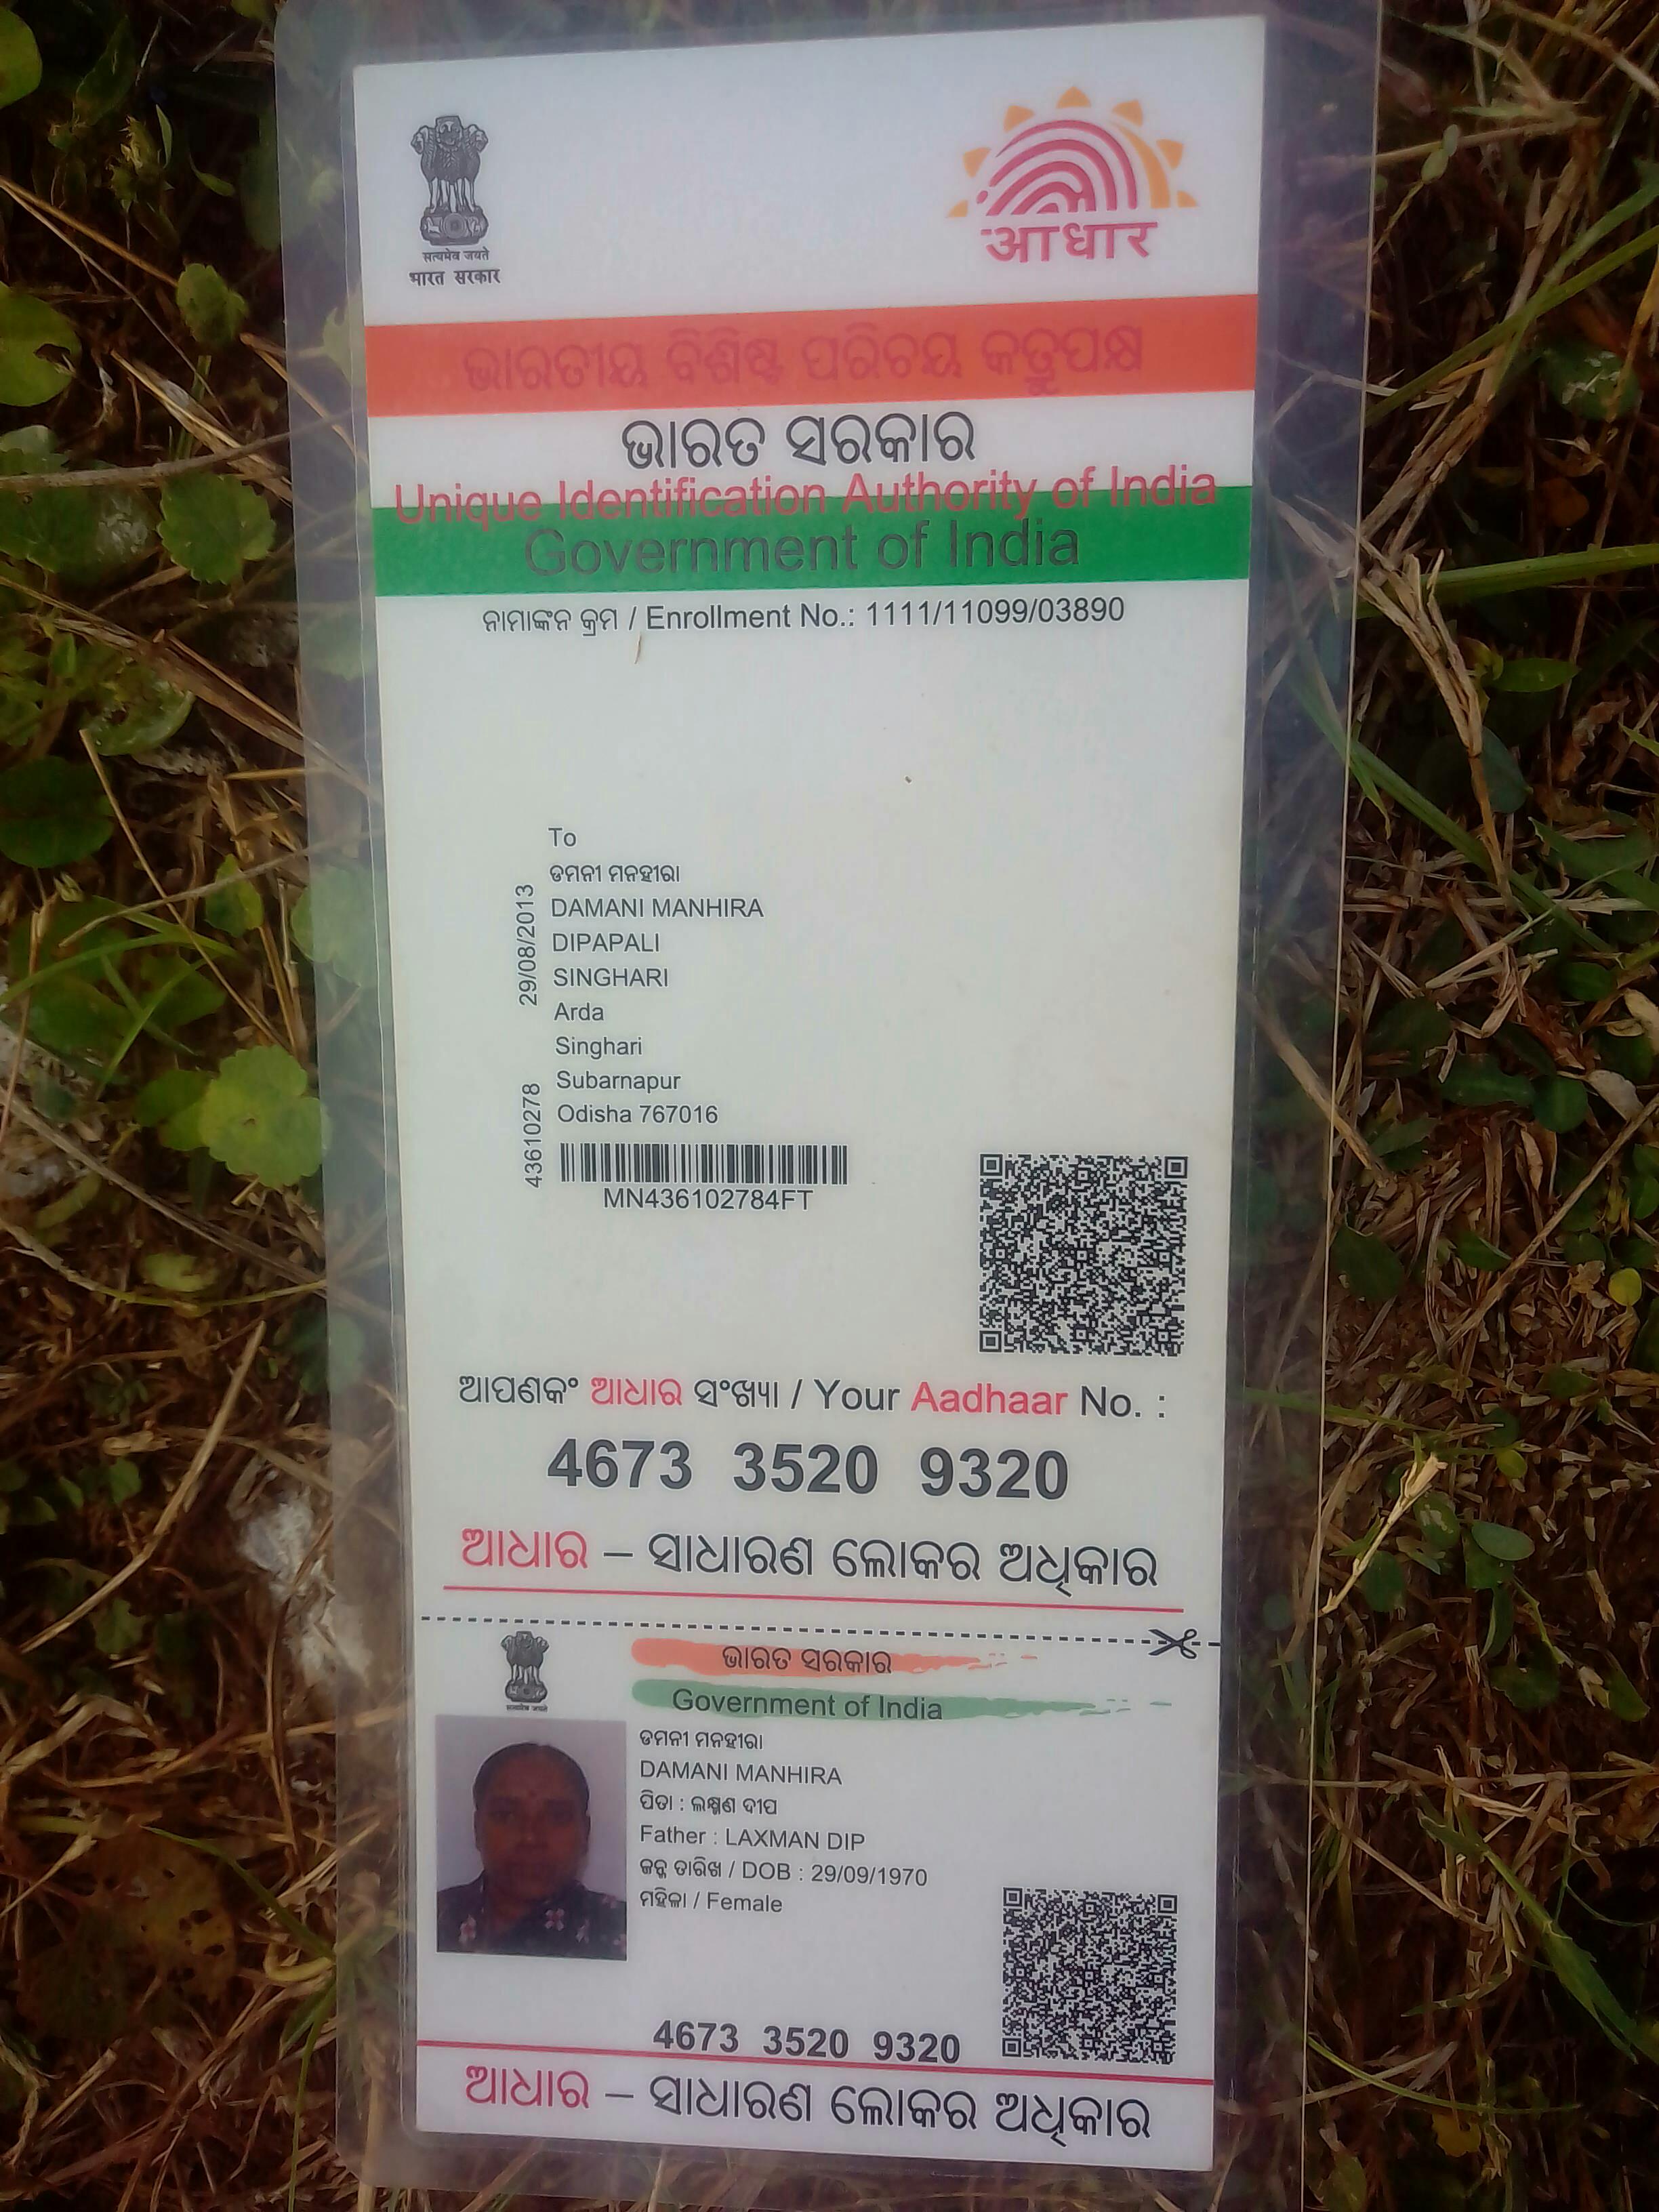 सत्यमेव जयते
भारत सरकार
आधार
ଭାରତୀୟ ବିଶିଷ୍ଟ ପରିଚୟ କର୍ତ୍ତୃପକ୍ଷ
ଭାରତ ସରକାର
Unique Identification Authority of India
Government of India
ନାମାଙ୍କନ କ୍ରମ / Enrollment No.: 1111/11099/03890
To
ଡମନୀ ମନହୀରା
DAMANI MANHIRA
DIPAPALI
SINGHARI
Arda
Singhari
Subarnapur
Odisha 767016
29/08/2013
43610278
MN436102784FT
ଆପଣକଂ ଆଧାର ସଂଖ୍ୟା / Your Aadhaar No. :
4673 3520 9320
ଆଧାର – ସାଧାରଣ ଲୋକର ଅଧିକାର
ଭାରତ ସରକାର
Government of India
सत्यमेव जयते
ଡମନୀ ମନହୀରା
DAMANI MANHIRA
ପିତା : ଲକ୍ଷ୍ମଣ ଦୀପ
Father : LAXMAN DIP
ଜନ୍ମ ତାରିଖ / DOB : 29/09/1970
ମହିଳା / Female
4673 3520 9320
ଆଧାର – ସାଧାରଣ ଲୋକର ଅଧିକାର